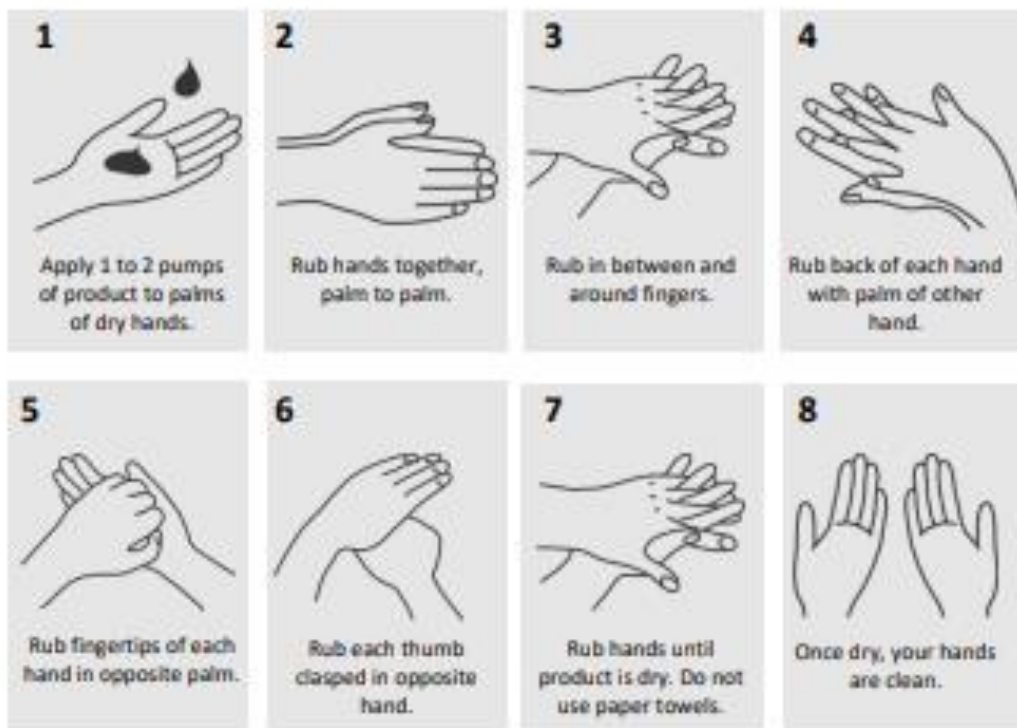 1
Apply 1 to 2 pumps
of product to palms
of dry hands.
2
Rub hands together,
palm to palm.
3
Rub in between and
around fingers.
4
Rub back of each hand
with palm of other
hand.
5
Rub fingertips of each
hand in opposite palm.
6
Rub each thumb
clasped in opposite
hand.
7
Rub hands until
product is dry. Do not
use paper towels.
8
Once dry, your hands
are clean.